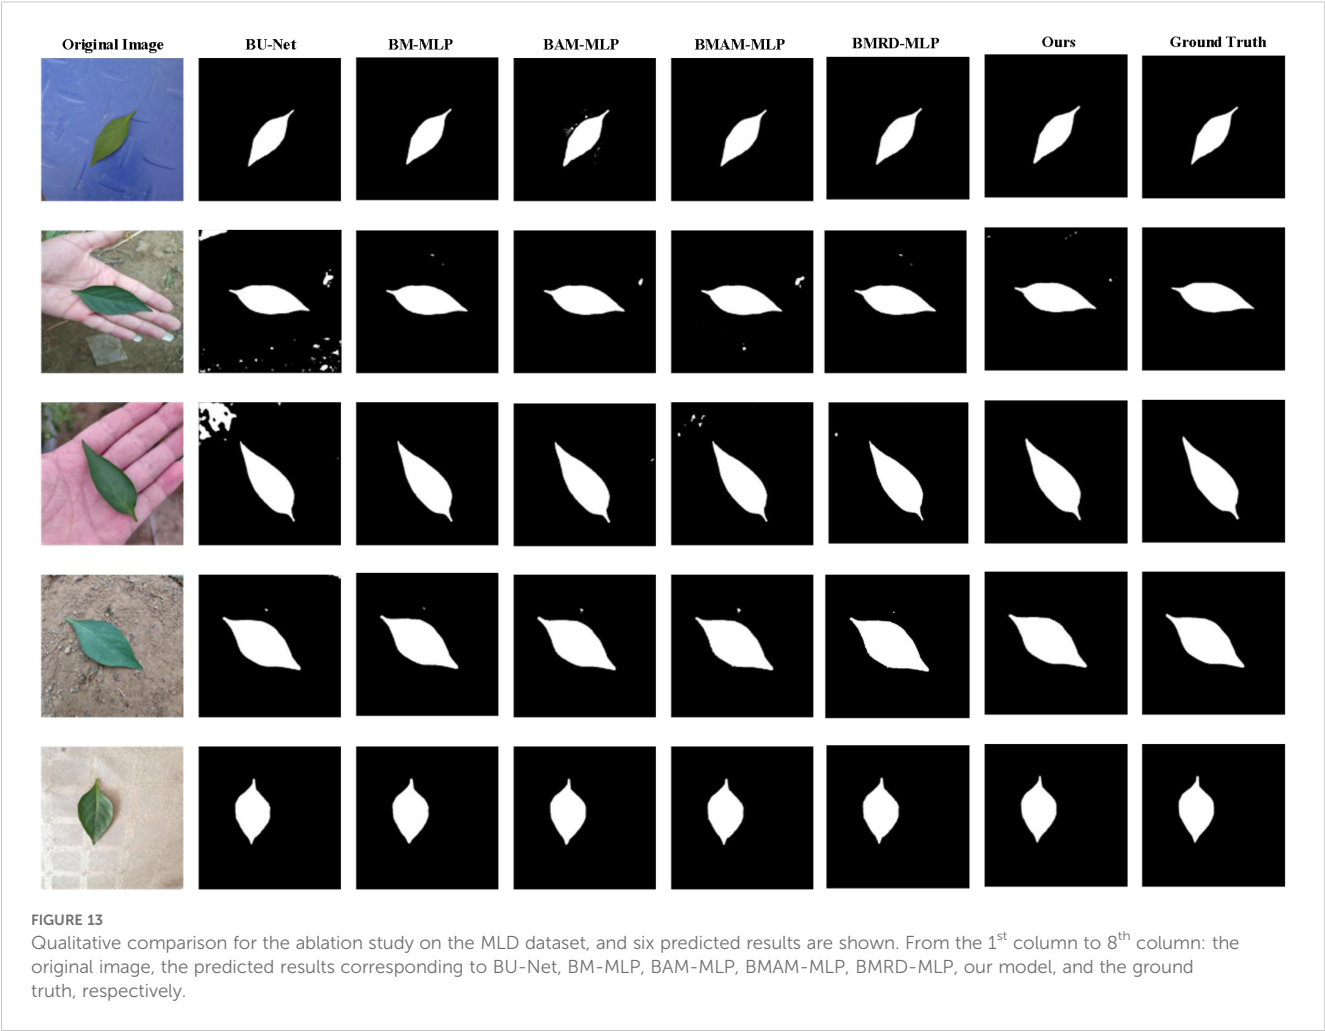 Original Image BU-Net BM-MLP BAM-MLP BMAM-MLP BMRD-MLP Ours Ground Truth
FIGURE 13
Qualitative comparison for the ablation study on the MLD dataset, and six predicted results are shown. From the 1st column to 8th column: the
original image, the predicted results corresponding to BU-Net, BM-MLP, BAM-MLP, BMAM-MLP, BMRD-MLP, our model, and the ground
truth, respectively.